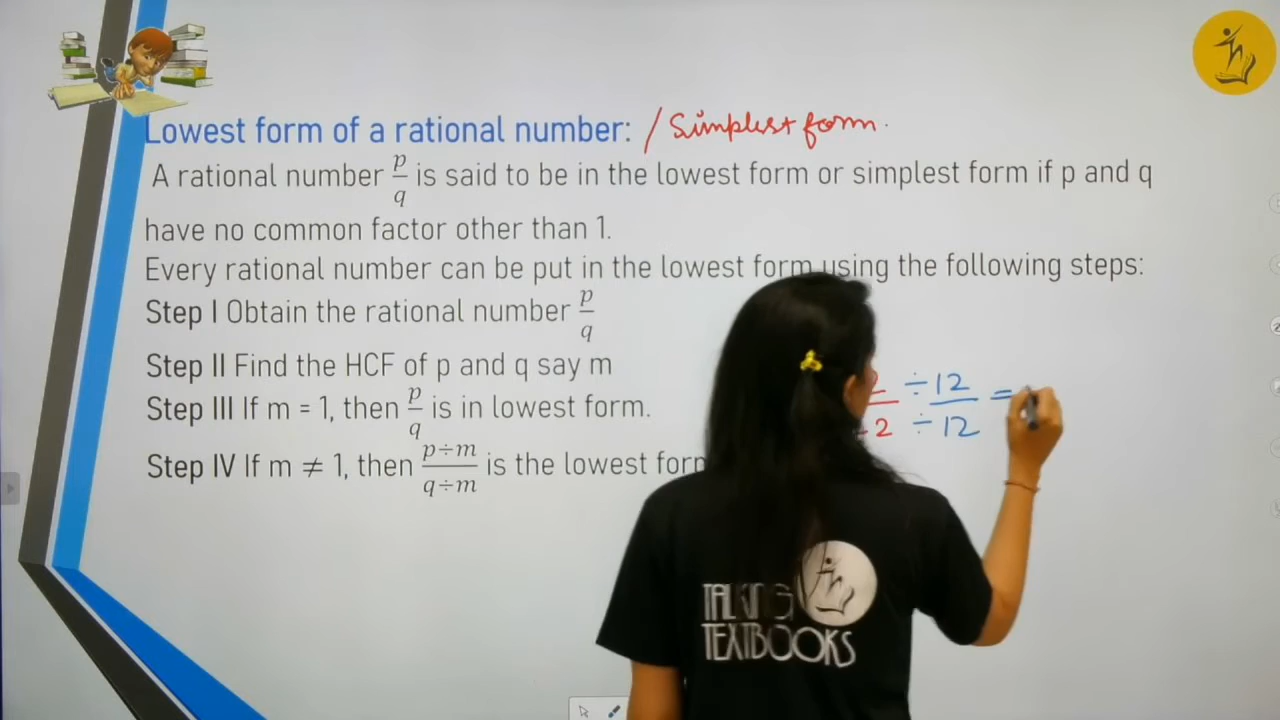 Lowest form of a rational number: / Simplest form.
A rational number p/q is said to be in the lowest form or simplest form if p and q
have no common factor other than 1.
Every rational number can be put in the lowest form using the following steps:
Step I Obtain the rational number p/q
Step II Find the HCF of p and q say m
Step III If m = 1, then p/q is in lowest form.
Step IV If m ≠ 1, then p÷m/q÷m is the lowest
÷ 12 =
2 ÷ 12
TALKING
TEXTBOOKS